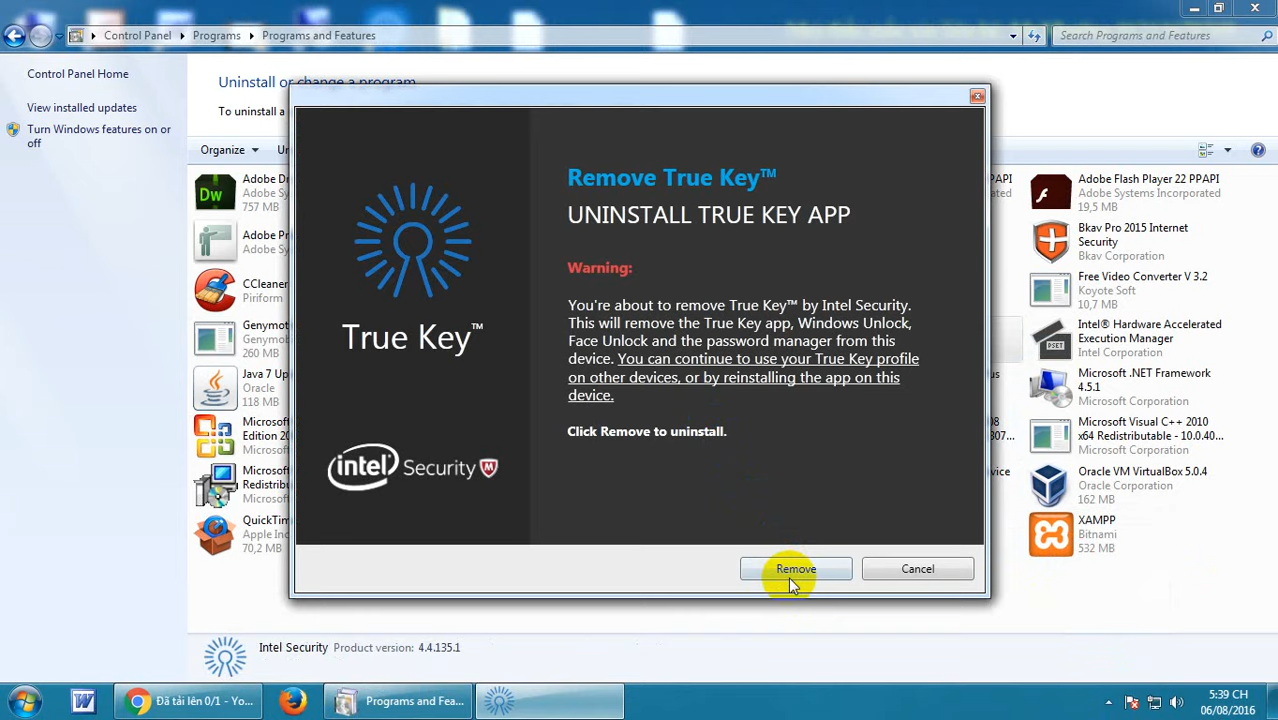 Control Panel Programs Programs and Features
Search Programs and Features
Control Panel Home
View installed updates
Turn Windows features on or
off
Uninstall or change a program
To uninstall a
Organize
Un
Adobe Dr
757 MB
Adobe Pr
Adobe Sy
CCleaner
Piriform
Genymot
Genymob
260 MB
Java 7 Up
Oracle
118 MB
Microsof
Edition 20
Microsof
Microsof
Redistrib
Microsof
QuickTim
Apple Inc
70,2 MB
Remove True Key™
UNINSTALL TRUE KEY APP
Warning:
You're about to remove True Key™ by Intel Security.
This will remove the True Key app, Windows Unlock,
Face Unlock and the password manager from this
device. You can continue to use your True Key profile
on other devices, or by reinstalling the app on this
device.
Click Remove to uninstall.
True Key™
intel Security
Remove
Cancel
PAPI
Adobe Flash Player 22 PPAPI
Adobe Systems Incorporated
19,5 MB
Bkav Pro 2015 Internet
Security
Bkav Corporation
Free Video Converter V 3.2
Koyote Soft
10,7 MB
Intel® Hardware Accelerated
Execution Manager
Intel Corporation
us
Microsoft .NET Framework
4.5.1
Microsoft Corporation
08
307...
Microsoft Visual C++ 2010
x64 Redistributable - 10.0.40...
Microsoft Corporation
vice
Oracle VM VirtualBox 5.0.4
Oracle Corporation
162 MB
XAMPP
Bitnami
532 MB
Intel Security Product version: 4.4.135.1
Đã tải lên 0/1 - Yo...
Programs and Fea...
5:39 CH
06/08/2016